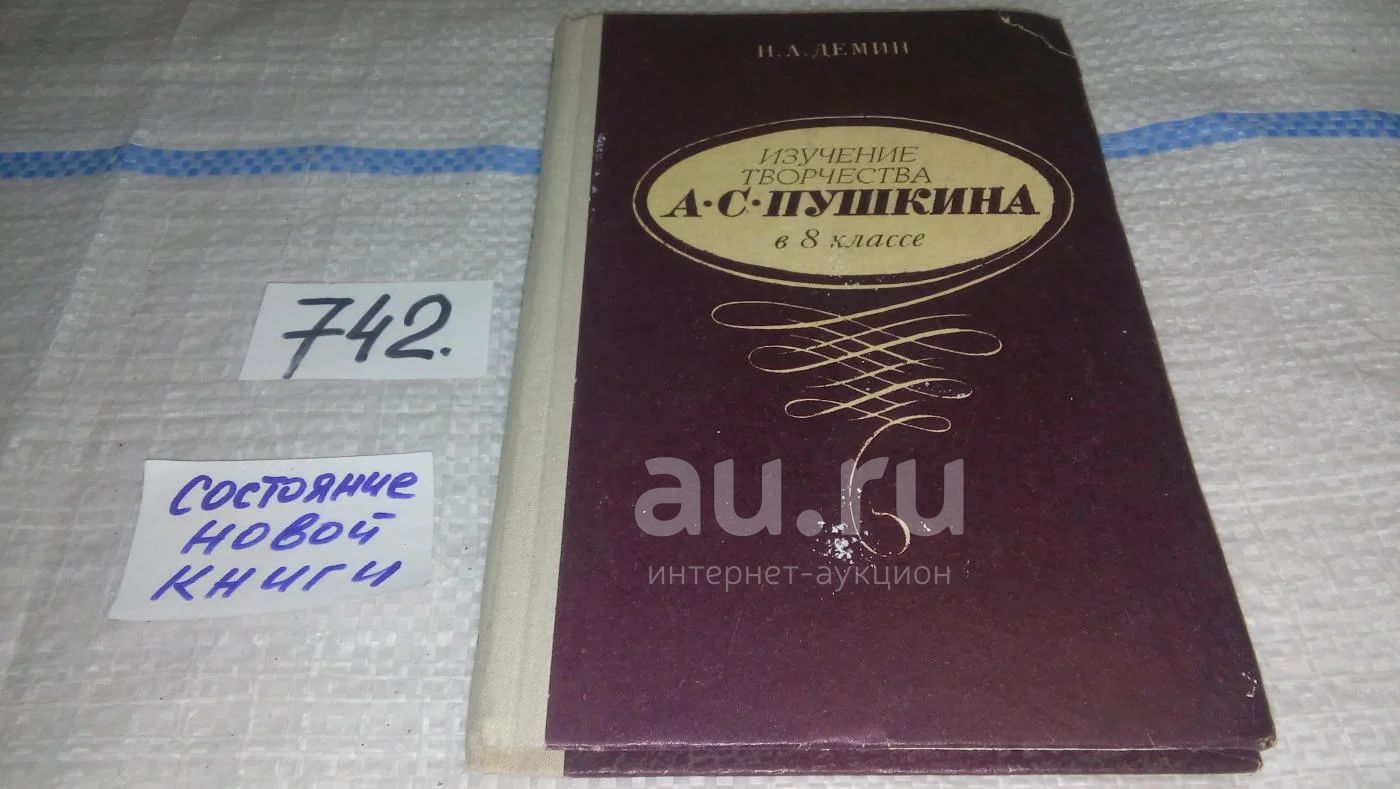 Н. А. ДЕМИН
ИЗУЧЕНИЕ
ТВОРЧЕСТВА
А·С·ПУШКИНА
в 8 классе
742.
СОСТОЯНИЕ
НОВОЙ
КНИГИ
au.ru
интернет-аукцион